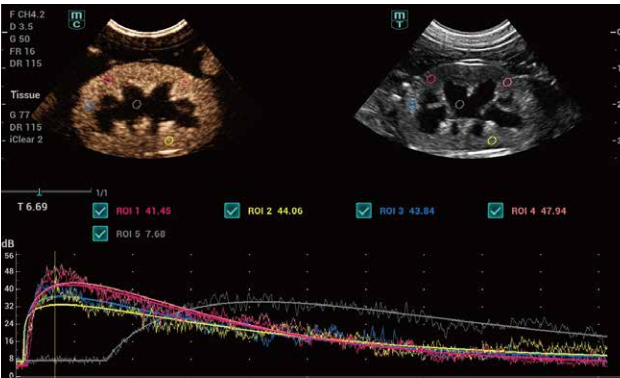 F CH4.2
D 3.5
G 50
FR 16
DR 115
Tissue
G 77
DR 115
iClear 2
m
C
m
T
0
2
1/1
T 6.69
ROI 1 41.45
ROI 2 44.06
ROI 3 43.84
ROI 4 47.94
ROI 5 7.68
dB
56
48
40
32
24
16
8
0